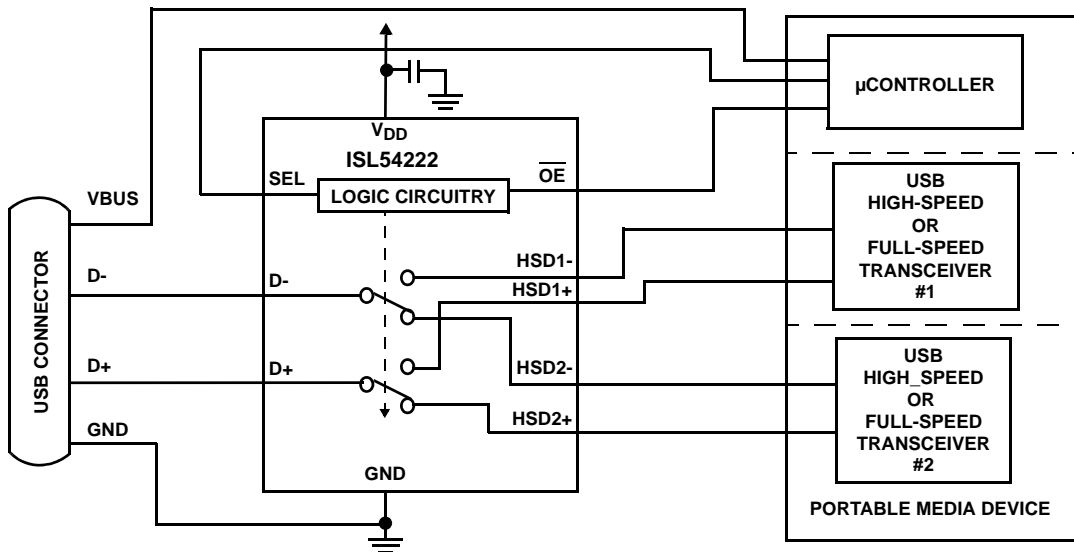 VDD
ISL54222
SEL
OE
LOGIC CIRCUITRY
µCONTROLLER
USB CONNECTOR
VBUS
D-
D+
GND
D-
D+
GND
HSD1-
HSD1+
HSD2-
HSD2+
USB
HIGH-SPEED
OR
FULL-SPEED
TRANSCEIVER
#1
USB
HIGH_SPEED
OR
FULL-SPEED
TRANSCEIVER
#2
PORTABLE MEDIA DEVICE